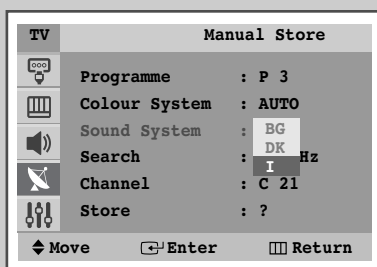 TV Manual Store
Programme : P 3
Colour System : AUTO
Sound System : BG
DK
Search : Hz
I
Channel : C 21
Store : ?
Move Enter Return